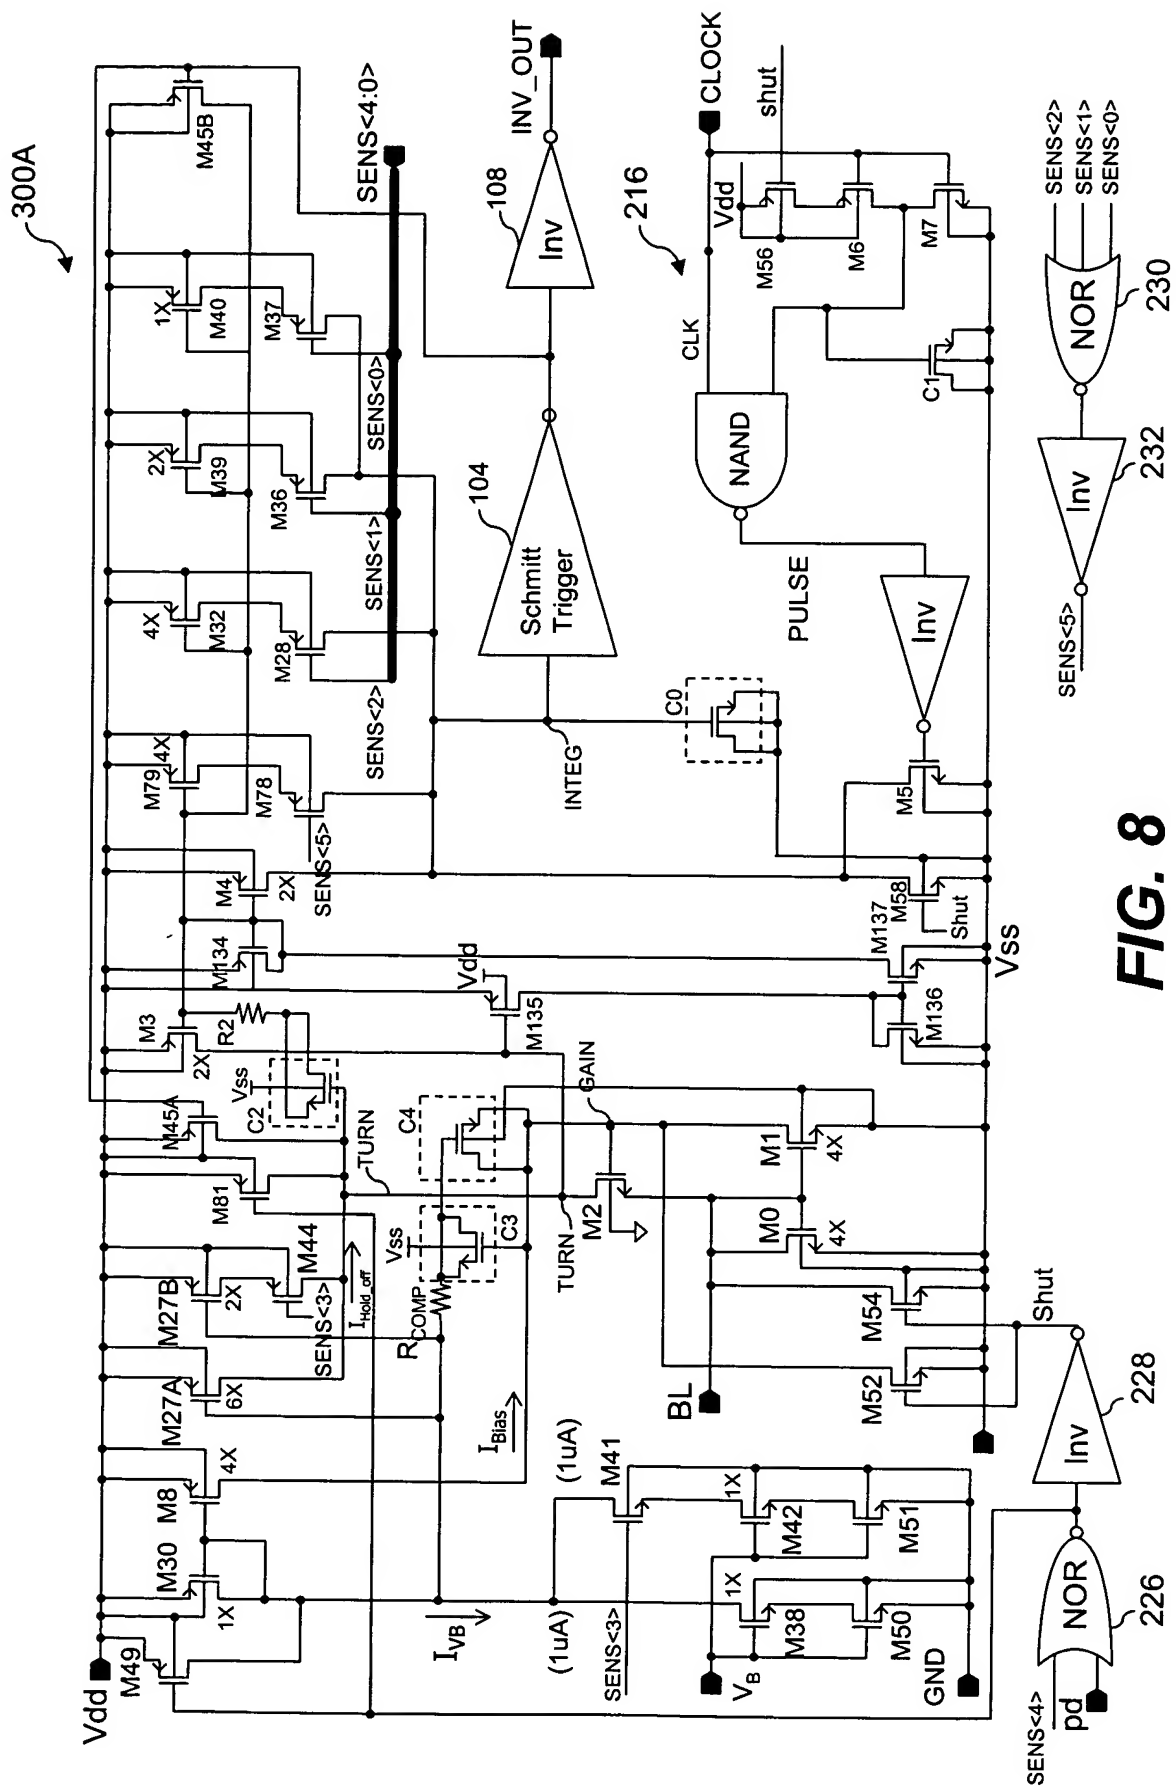 300A
Vdd
M49
M30
1X
M8
4X
M27A
6X
M27B
2X
M44
SENS<3>
I_Hold_off
M81
M45A
C2
Vss
R2
M3
2X
M134
M4
2X
M79
4X
M78
SENS<5>
4X
M32
M28
SENS<2>
2X
M39
M36
SENS<1>
1X
M40
M37
SENS<0>
M45B
SENS<4:0>
TURN
C4
R_COMP
Vss
C3
I_Bias
TURN
GAIN
M2
Vdd
M135
INTEG
Schmitt
Trigger
104
Inv
108
INV_OUT
C0
I_VB
(1uA)
(1uA)
M41
SENS<3>
1X
M38
M50
1X
M42
M51
V_B
GND
BL
M52
M54
M0
4X
M1
4X
M136
M137
M58
Shut
Vss
M5
PULSE
Inv
NAND
CLK
216
CLOCK
Vdd
shut
M56
M6
M7
C1
SENS<4>
pd
NOR
226
Inv
228
Shut
SENS<5>
Inv
232
NOR
230
SENS<2>
SENS<1>
SENS<0>
FIG. 8